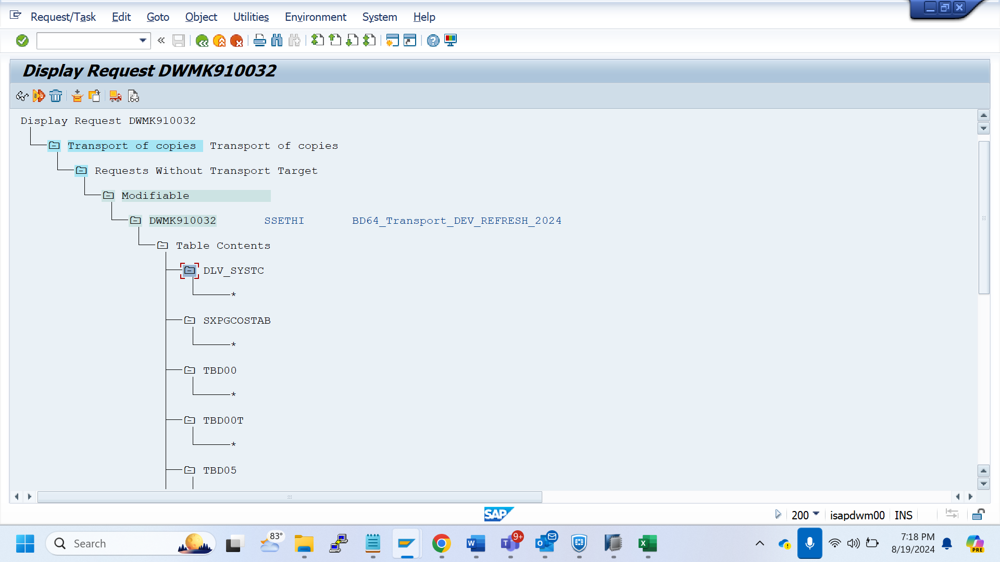 Request/Task Edit Goto Object Utilities Environment System Help
Display Request DWMK910032
Display Request DWMK910032
Transport of copies Transport of copies
Requests Without Transport Target
Modifiable
DWMK910032 SSETHI BD64_Transport_DEV_REFRESH_2024
Table Contents
DLV_SYSTC
*
SXPGCOSTAB
*
TBD00
*
TBD00T
*
TBD05
SAP 200 isapdwm00 INS
Search 83° 9+ 7:18 PM
8/19/2024
PRE